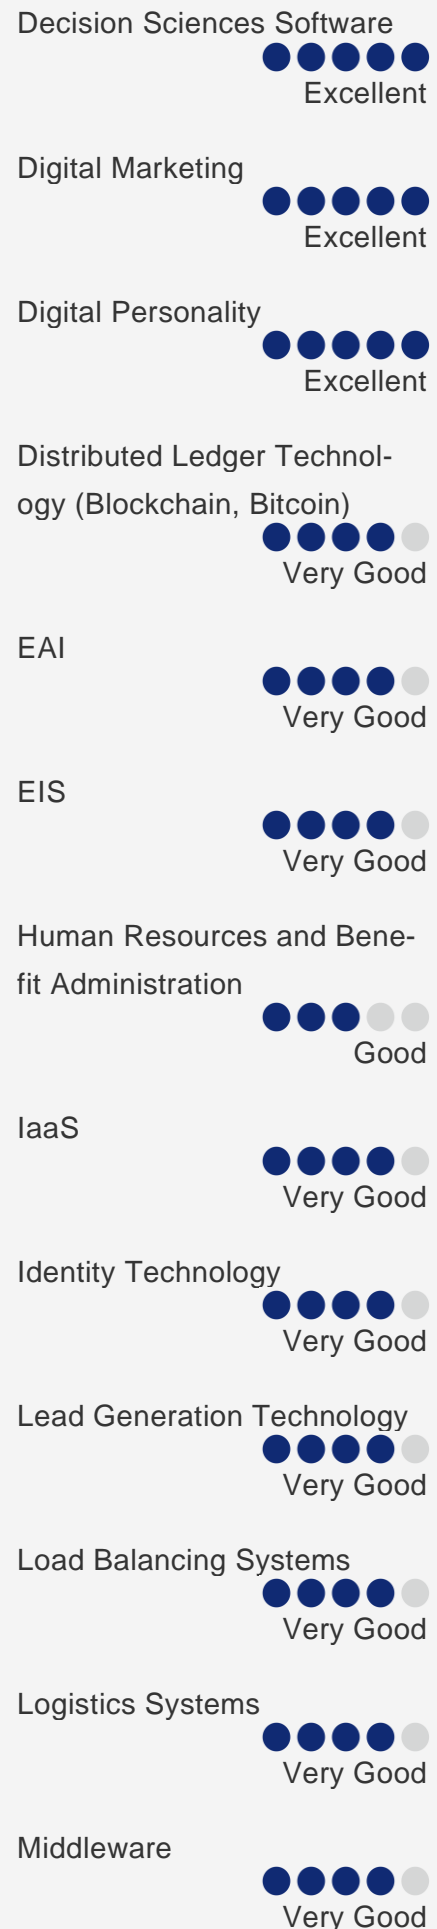 Decision Sciences Software
Excellent
Digital Marketing
Excellent
Digital Personality
Excellent
Distributed Ledger Technol-
ogy (Blockchain, Bitcoin)
Very Good
EAI
Very Good
EIS
Very Good
Human Resources and Bene-
fit Administration
Good
IaaS
Very Good
Identity Technology
Very Good
Lead Generation Technology
Very Good
Load Balancing Systems
Very Good
Logistics Systems
Very Good
Middleware
Very Good